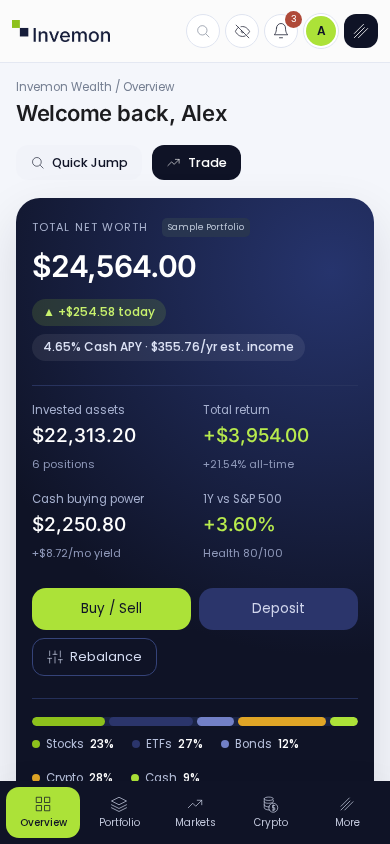 Invemon
3
A
Invemon Wealth / Overview
Welcome back, Alex
Quick Jump
Trade
TOTAL NET WORTH
Sample Portfolio
$24,564.00
▲ +$254.58 today
4.65% Cash APY · $355.76/yr est. income
Invested assets
Total return
$22,313.20
+$3,954.00
6 positions
+21.54% all-time
Cash buying power
1Y vs S&P 500
$2,250.80
+3.60%
+$8.72/mo yield
Health 80/100
Buy / Sell
Deposit
Rebalance
Stocks 23% ETFs 27% Bonds 12%
Crypto 28% Cash 9%
Overview
Portfolio
Markets
Crypto
More